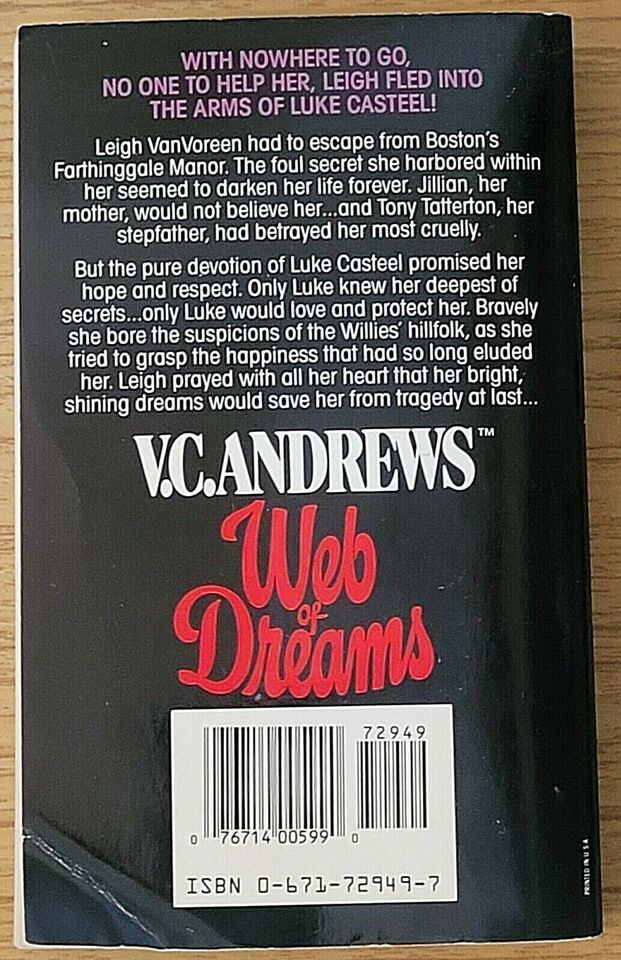 WITH NOWHERE TO GO,
NO ONE TO HELP HER, LEIGH FLED INTO
THE ARMS OF LUKE CASTEEL!
Leigh VanVoreen had to escape from Boston's
Farthinggale Manor. The foul secret she harbored within
her seemed to darken her life forever. Jillian, her
mother, would not believe her...and Tony Tatterton, her
stepfather, had betrayed her most cruelly.
But the pure devotion of Luke Casteel promised her
hope and respect. Only Luke knew her deepest of
secrets...only Luke would love and protect her. Bravely
she bore the suspicions of the Willies' hillfolk, as she
tried to grasp the happiness that had so long eluded
her. Leigh prayed with all her heart that her bright,
shining dreams would save her from tragedy at last...
V.C. ANDREWS™
Web
of
Dreams
72949
0 76714 00599 0
ISBN 0-671-72949-7
PRINTED IN U S A